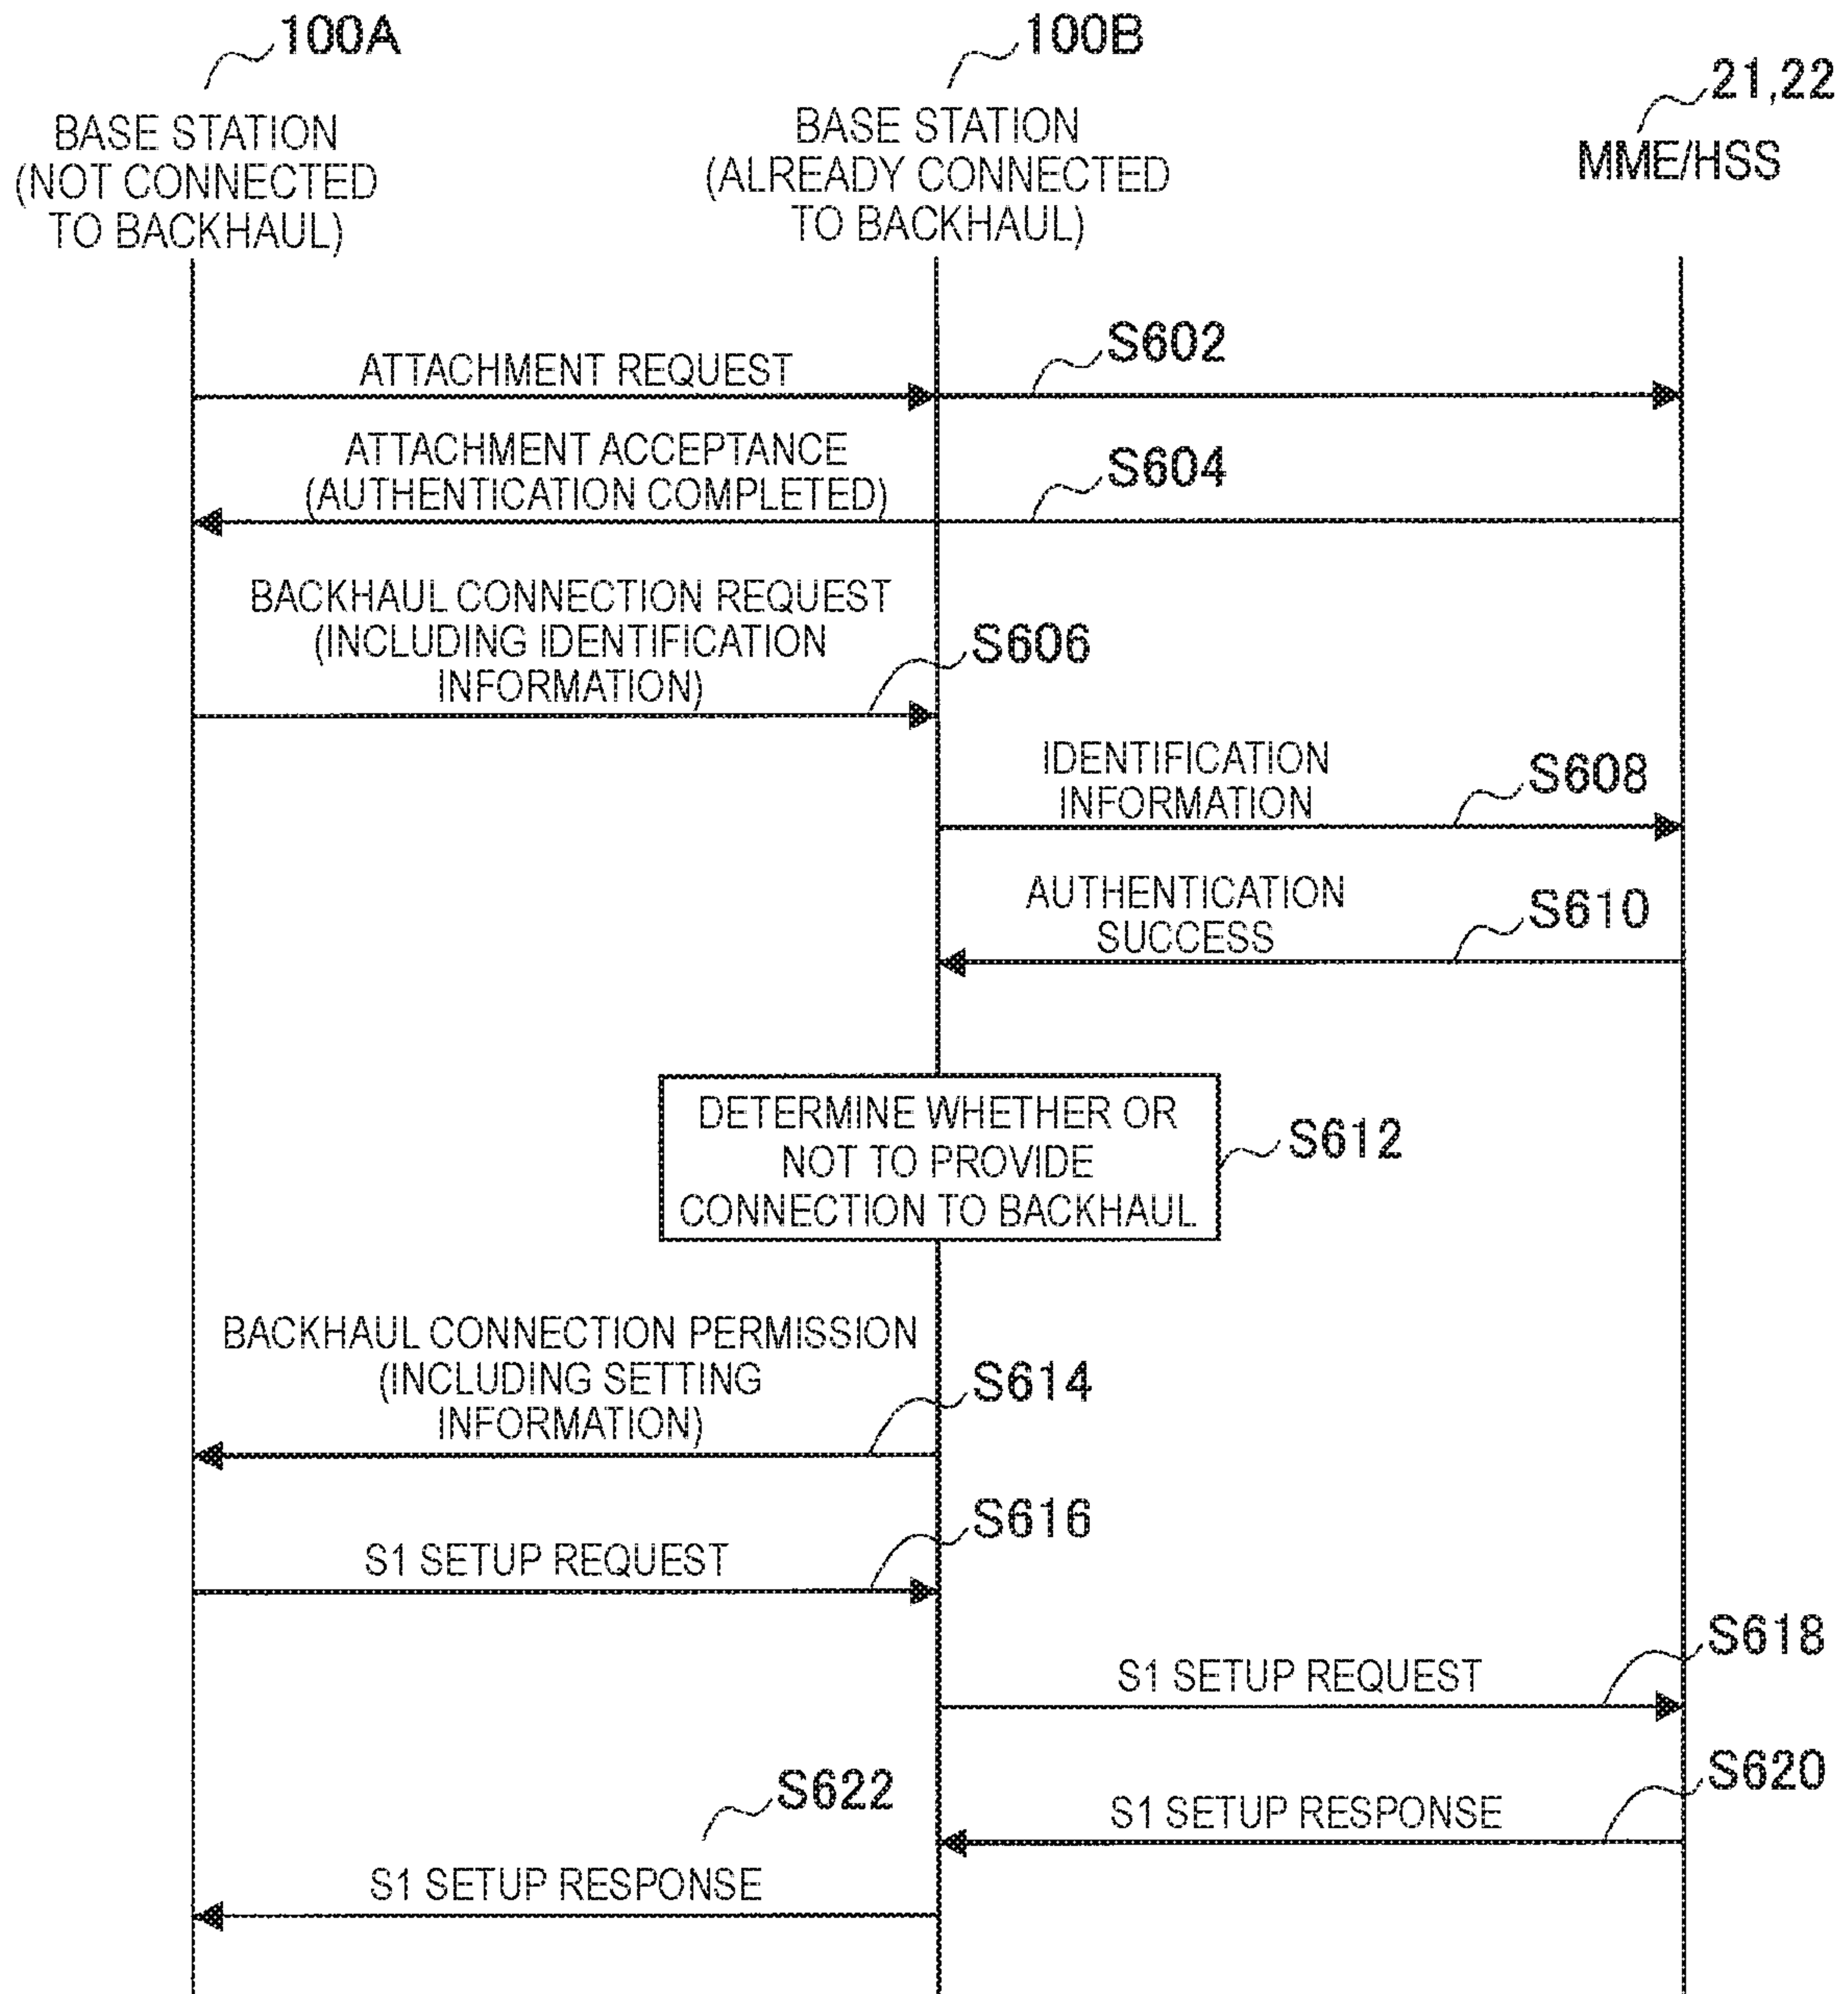 100A
100B
21,22
BASE STATION
(NOT CONNECTED
TO BACKHAUL)
BASE STATION
(ALREADY CONNECTED
TO BACKHAUL)
MME/HSS
ATTACHMENT REQUEST
S602
ATTACHMENT ACCEPTANCE
(AUTHENTICATION COMPLETED)
S604
BACKHAUL CONNECTION REQUEST
(INCLUDING IDENTIFICATION
INFORMATION)
S606
IDENTIFICATION
INFORMATION
S608
AUTHENTICATION
SUCCESS
S610
DETERMINE WHETHER OR
NOT TO PROVIDE
CONNECTION TO BACKHAUL
S612
BACKHAUL CONNECTION PERMISSION
(INCLUDING SETTING
INFORMATION)
S614
S1 SETUP REQUEST
S616
S1 SETUP REQUEST
S618
S1 SETUP RESPONSE
S620
S622
S1 SETUP RESPONSE